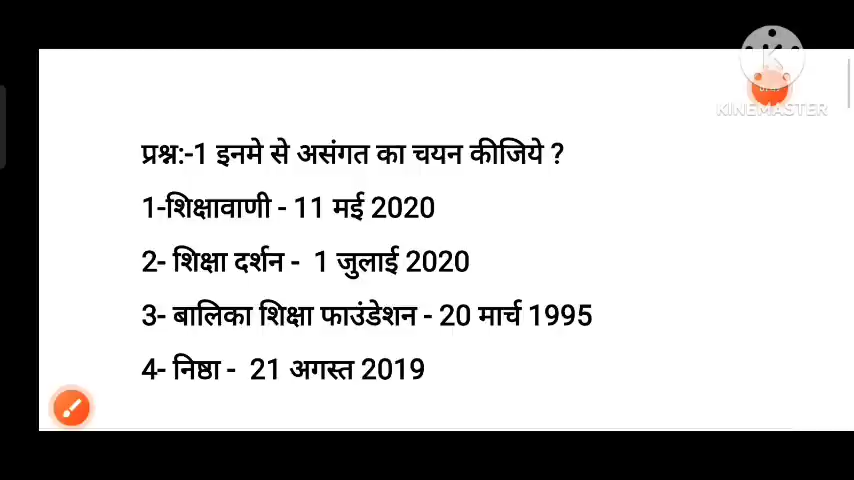 KINEMASTER
प्रश्न:-1 इनमे से असंगत का चयन कीजिये ?
1-शिक्षावाणी - 11 मई 2020
2- शिक्षा दर्शन - 1 जुलाई 2020
3- बालिका शिक्षा फाउंडेशन - 20 मार्च 1995
4- निष्ठा - 21 अगस्त 2019